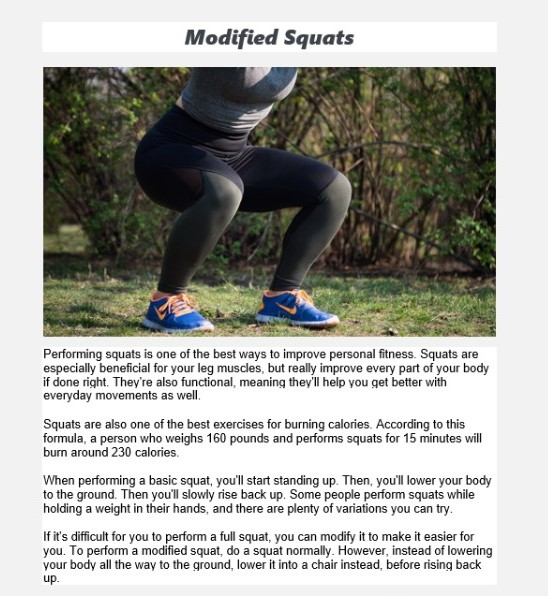 Modified Squats
Performing squats is one of the best ways to improve personal fitness. Squats are
especially beneficial for your leg muscles, but really improve every part of your body
if done right. They're also functional, meaning they'll help you get better with
everyday movements as well.
Squats are also one of the best exercises for burning calories. According to this
formula, a person who weighs 160 pounds and performs squats for 15 minutes will
burn around 230 calories.
When performing a basic squat, you'll start standing up. Then, you'll lower your body
to the ground. Then you'll slowly rise back up. Some people perform squats while
holding a weight in their hands, and there are plenty of variations you can try.
If it's difficult for you to perform a full squat, you can modify it to make it easier for
you. To perform a modified squat, do a squat normally. However, instead of lowering
your body all the way to the ground, lower it into a chair instead, before rising back
up.